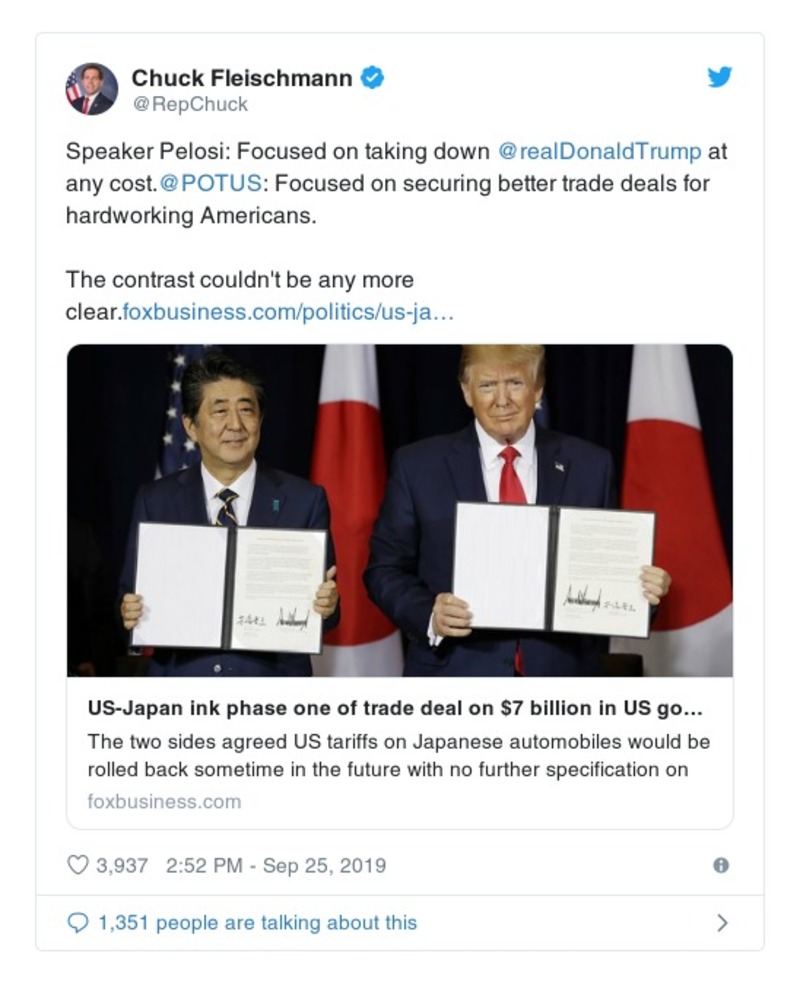 Chuck Fleischmann
@RepChuck
Speaker Pelosi: Focused on taking down @realDonaldTrump at
any cost.@POTUS: Focused on securing better trade deals for
hardworking Americans.
The contrast couldn't be any more
clear.foxbusiness.com/politics/us-ja…
US-Japan ink phase one of trade deal on $7 billion in US go…
The two sides agreed US tariffs on Japanese automobiles would be
rolled back sometime in the future with no further specification on
foxbusiness.com
3,937 2:52 PM - Sep 25, 2019
1,351 people are talking about this